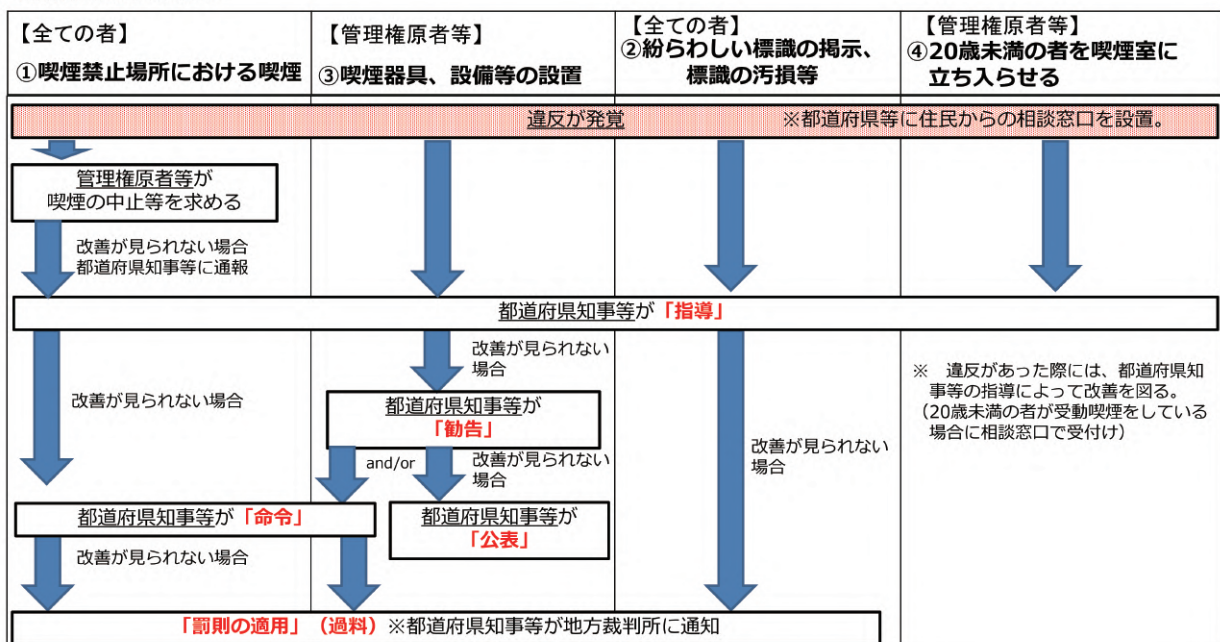 【全ての者】
①喫煙禁止場所における喫煙
【管理権原者等】
③喫煙器具、設備等の設置
【全ての者】
②紛らわしい標識の掲示、
標識の汚損等
【管理権原者等】
④20歳未満の者を喫煙室に
立ち入らせる
違反が発覚
※都道府県等に住民からの相談窓口を設置。
管理権原者等が
喫煙の中止等を求める
改善が見られない場合
都道府県知事等に通報
都道府県知事等が「指導」
改善が見られない場合
改善が見られない
場合
都道府県知事等が
「勧告」
and/or
改善が見られない
場合
都道府県知事等が「命令」
都道府県知事等が
「公表」
改善が見られない場合
改善が見られない
場合
※　違反があった際には、都道府県知
事等の指導によって改善を図る。
（20歳未満の者が受動喫煙をしている
場合に相談窓口で受付け）
「罰則の適用」（過料）※都道府県知事等が地方裁判所に通知